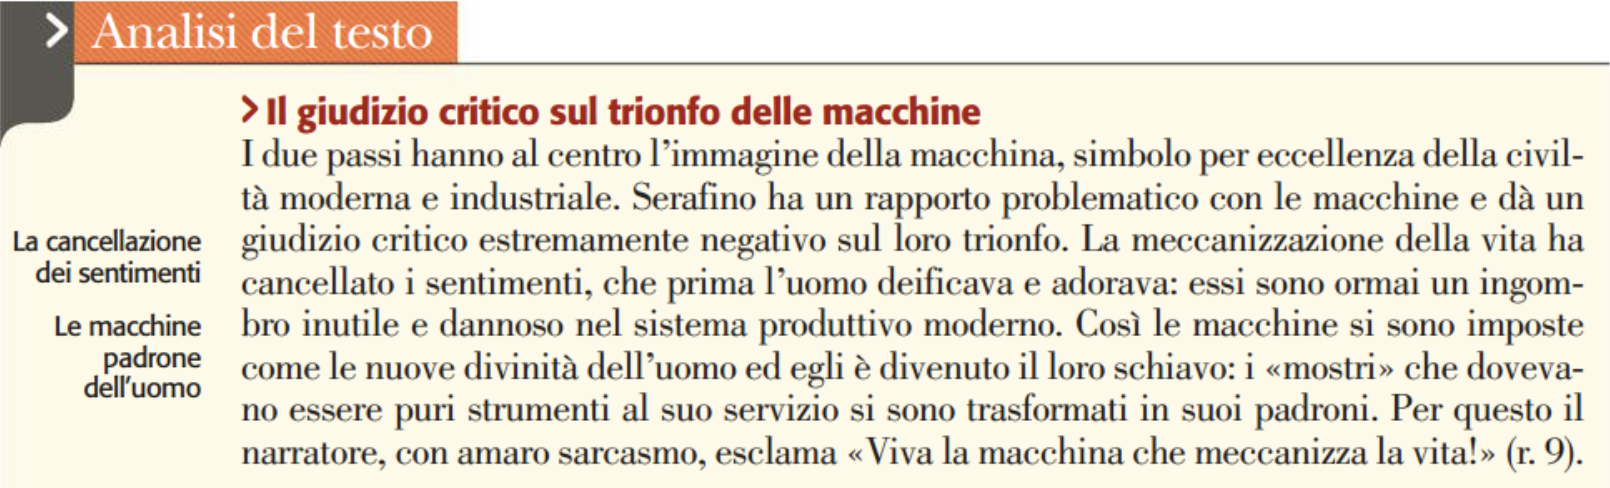 > Analisi del testo
> Il giudizio critico sul trionfo delle macchine
I due passi hanno al centro l'immagine della macchina, simbolo per eccellenza della civil-
tà moderna e industriale. Serafino ha un rapporto problematico con le macchine e dà un
La cancellazione
dei sentimenti
giudizio critico estremamente negativo sul loro trionfo. La meccanizzazione della vita ha
cancellato i sentimenti, che prima l'uomo deificava e adorava: essi sono ormai un ingom-
Le macchine
padrone
dell'uomo
bro inutile e dannoso nel sistema produttivo moderno. Così le macchine si sono imposte
come le nuove divinità dell'uomo ed egli è divenuto il loro schiavo: i «mostri» che doveva-
no essere puri strumenti al suo servizio si sono trasformati in suoi padroni. Per questo il
narratore, con amaro sarcasmo, esclama «Viva la macchina che meccanizza la vita!» (r. 9).